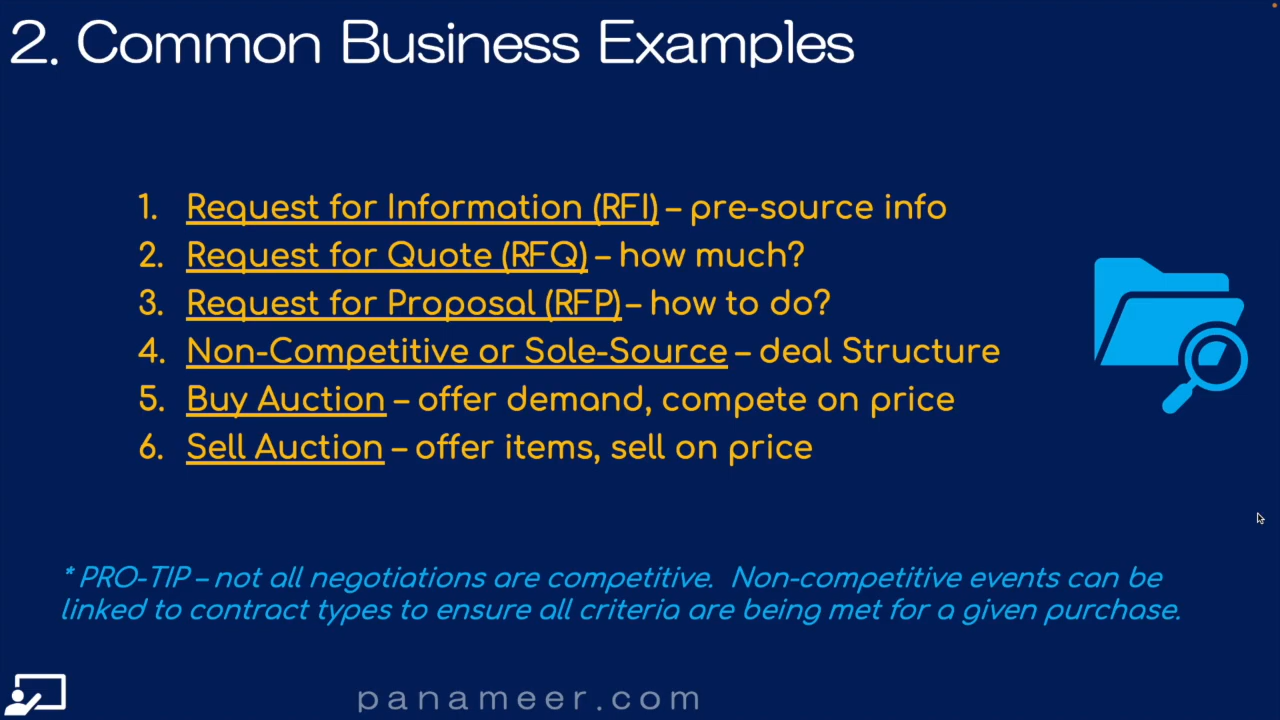 2. Common Business Examples
1. Request for Information (RFI) – pre-source info
2. Request for Quote (RFQ) – how much?
3. Request for Proposal (RFP) – how to do?
4. Non-Competitive or Sole-Source – deal Structure
5. Buy Auction – offer demand, compete on price
6. Sell Auction – offer items, sell on price
* PRO-TIP – not all negotiations are competitive. Non-competitive events can be
linked to contract types to ensure all criteria are being met for a given purchase.
panameer.com